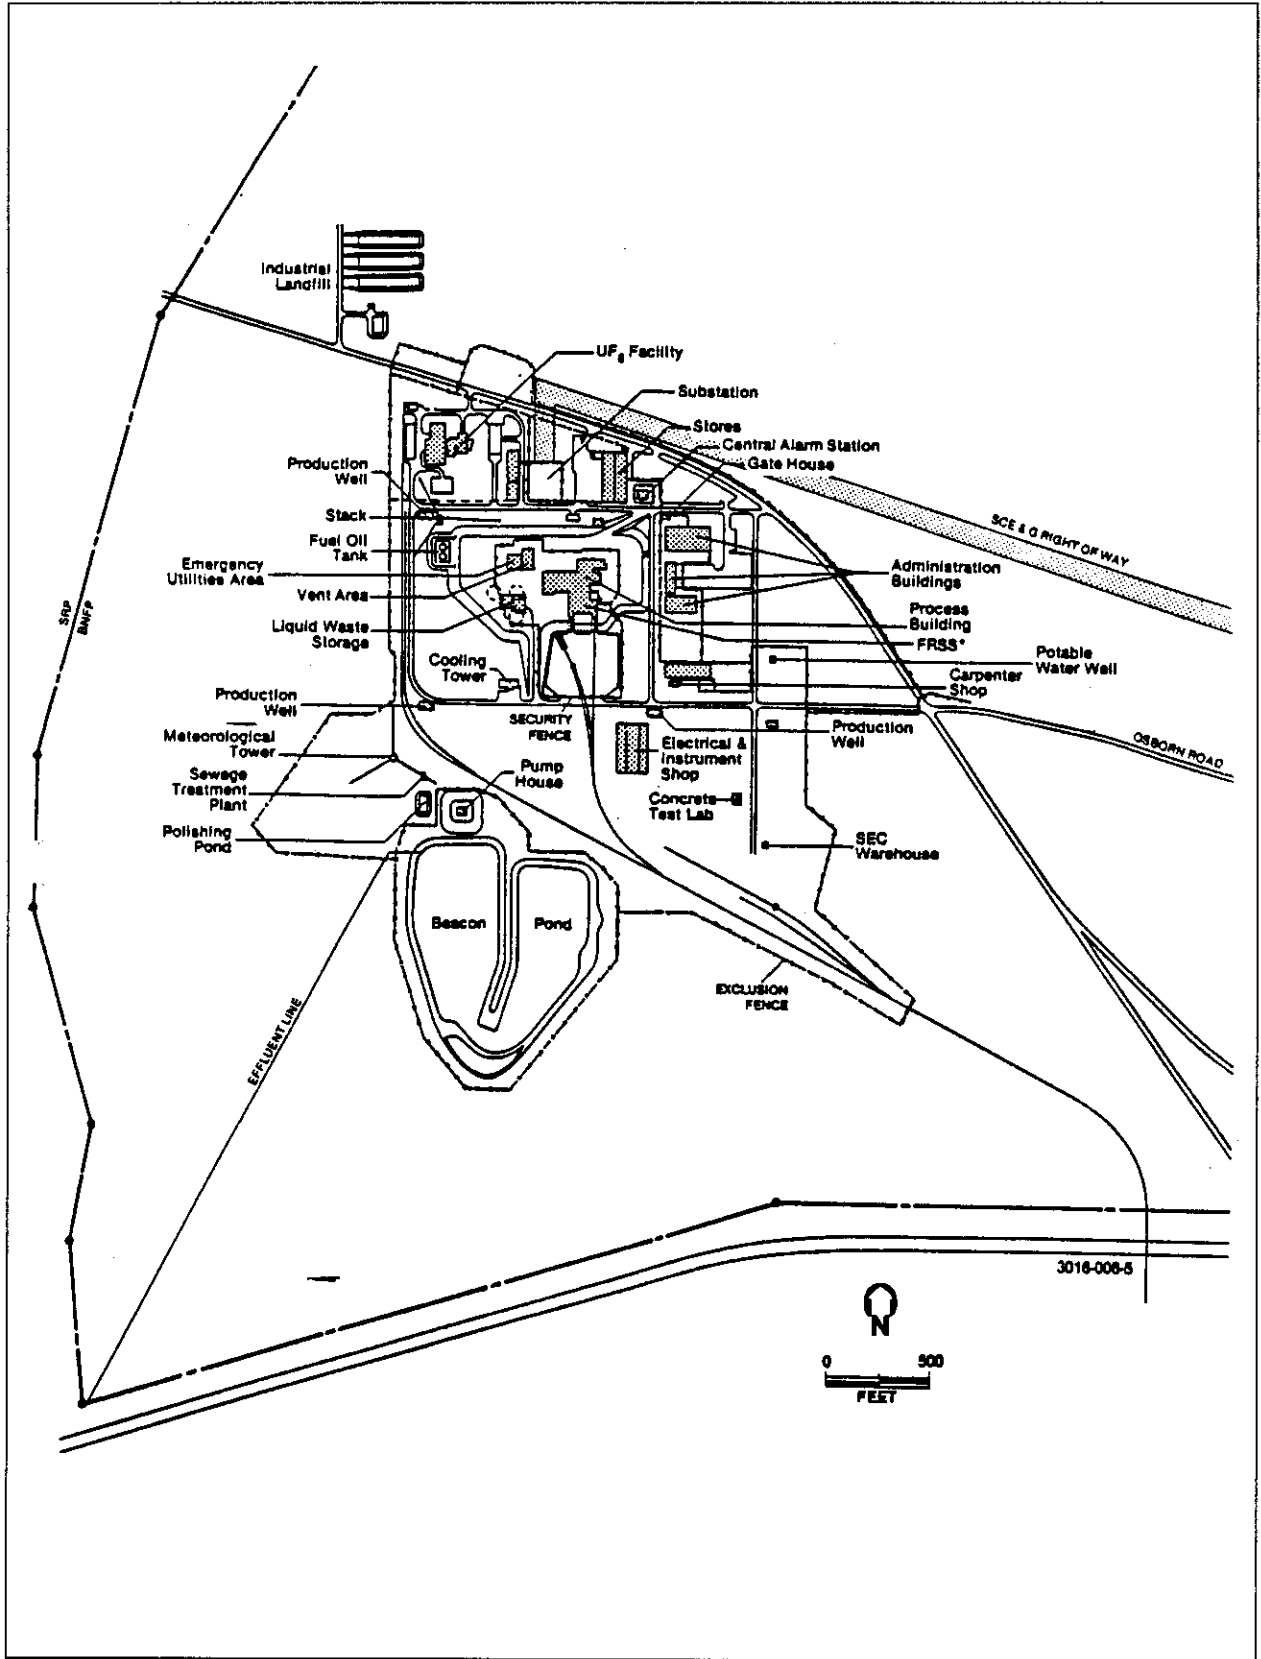 Industrial
Landfill
UF6 Facility
Substation
Stores
Central Alarm Station
Gate House
Production
Well
Stack
Fuel Oil
Tank
Emergency
Utilities Area
Vent Area
Liquid Waste
Storage
SCE & G RIGHT OF WAY
Administration
Buildings
Process
Building
FRSS*
Potable
Water Well
Carpenter
Shop
SRP
BNFP
Cooling
Tower
Production
Well
SECURITY
FENCE
Production
Well
OSBORN ROAD
Meteorological
Tower
Electrical &
Instrument
Shop
Sewage
Treatment
Plant
Pump
House
Concrete
Test Lab
Polishing
Pond
SEC
Warehouse
Beacon Pond
EXCLUSION
FENCE
EFFLUENT LINE
3016-006-5
N
0 500
FEET